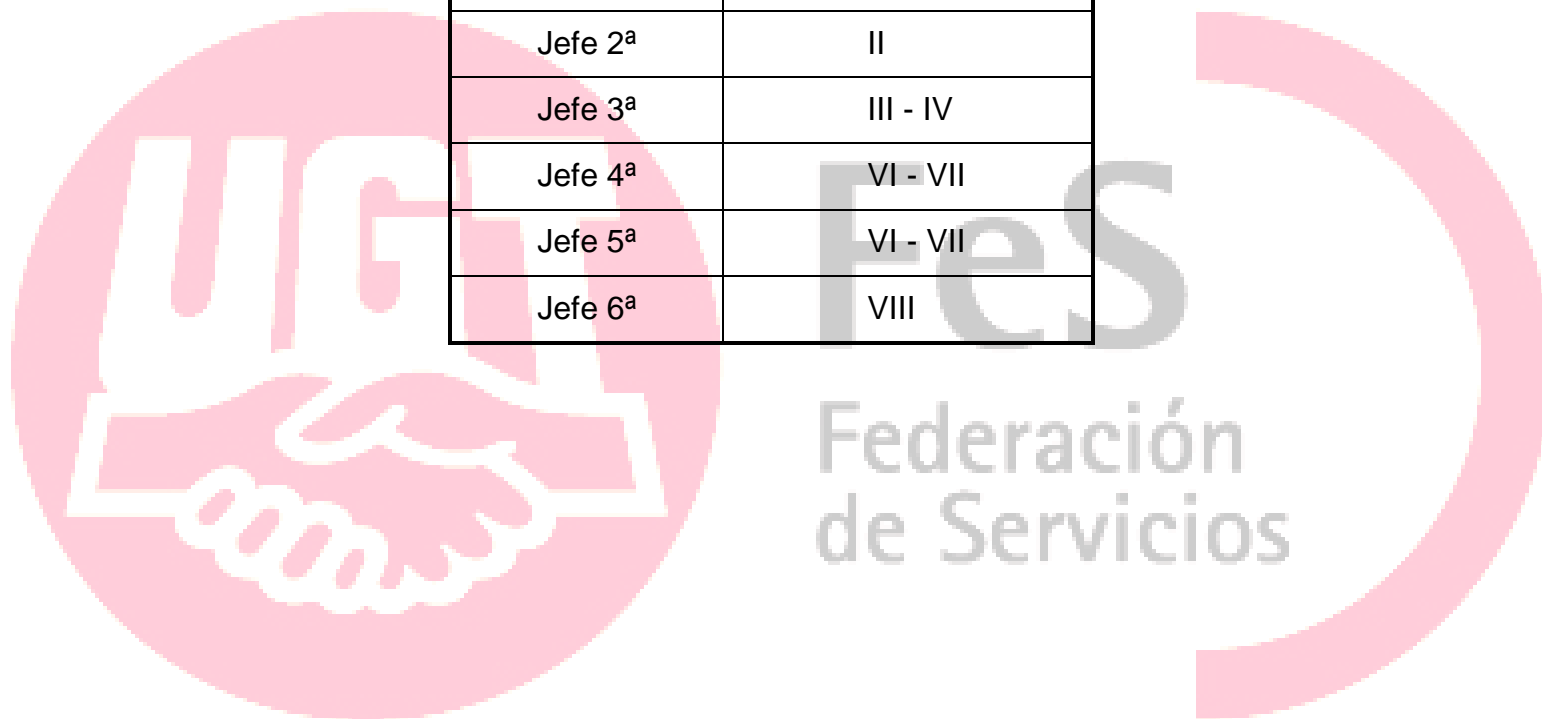 Jefe 2ª II
Jefe 3ª III - IV
Jefe 4ª VI - VII
Jefe 5ª VI - VII
Jefe 6ª VIII
UGT
FeS
Federación
de Servicios